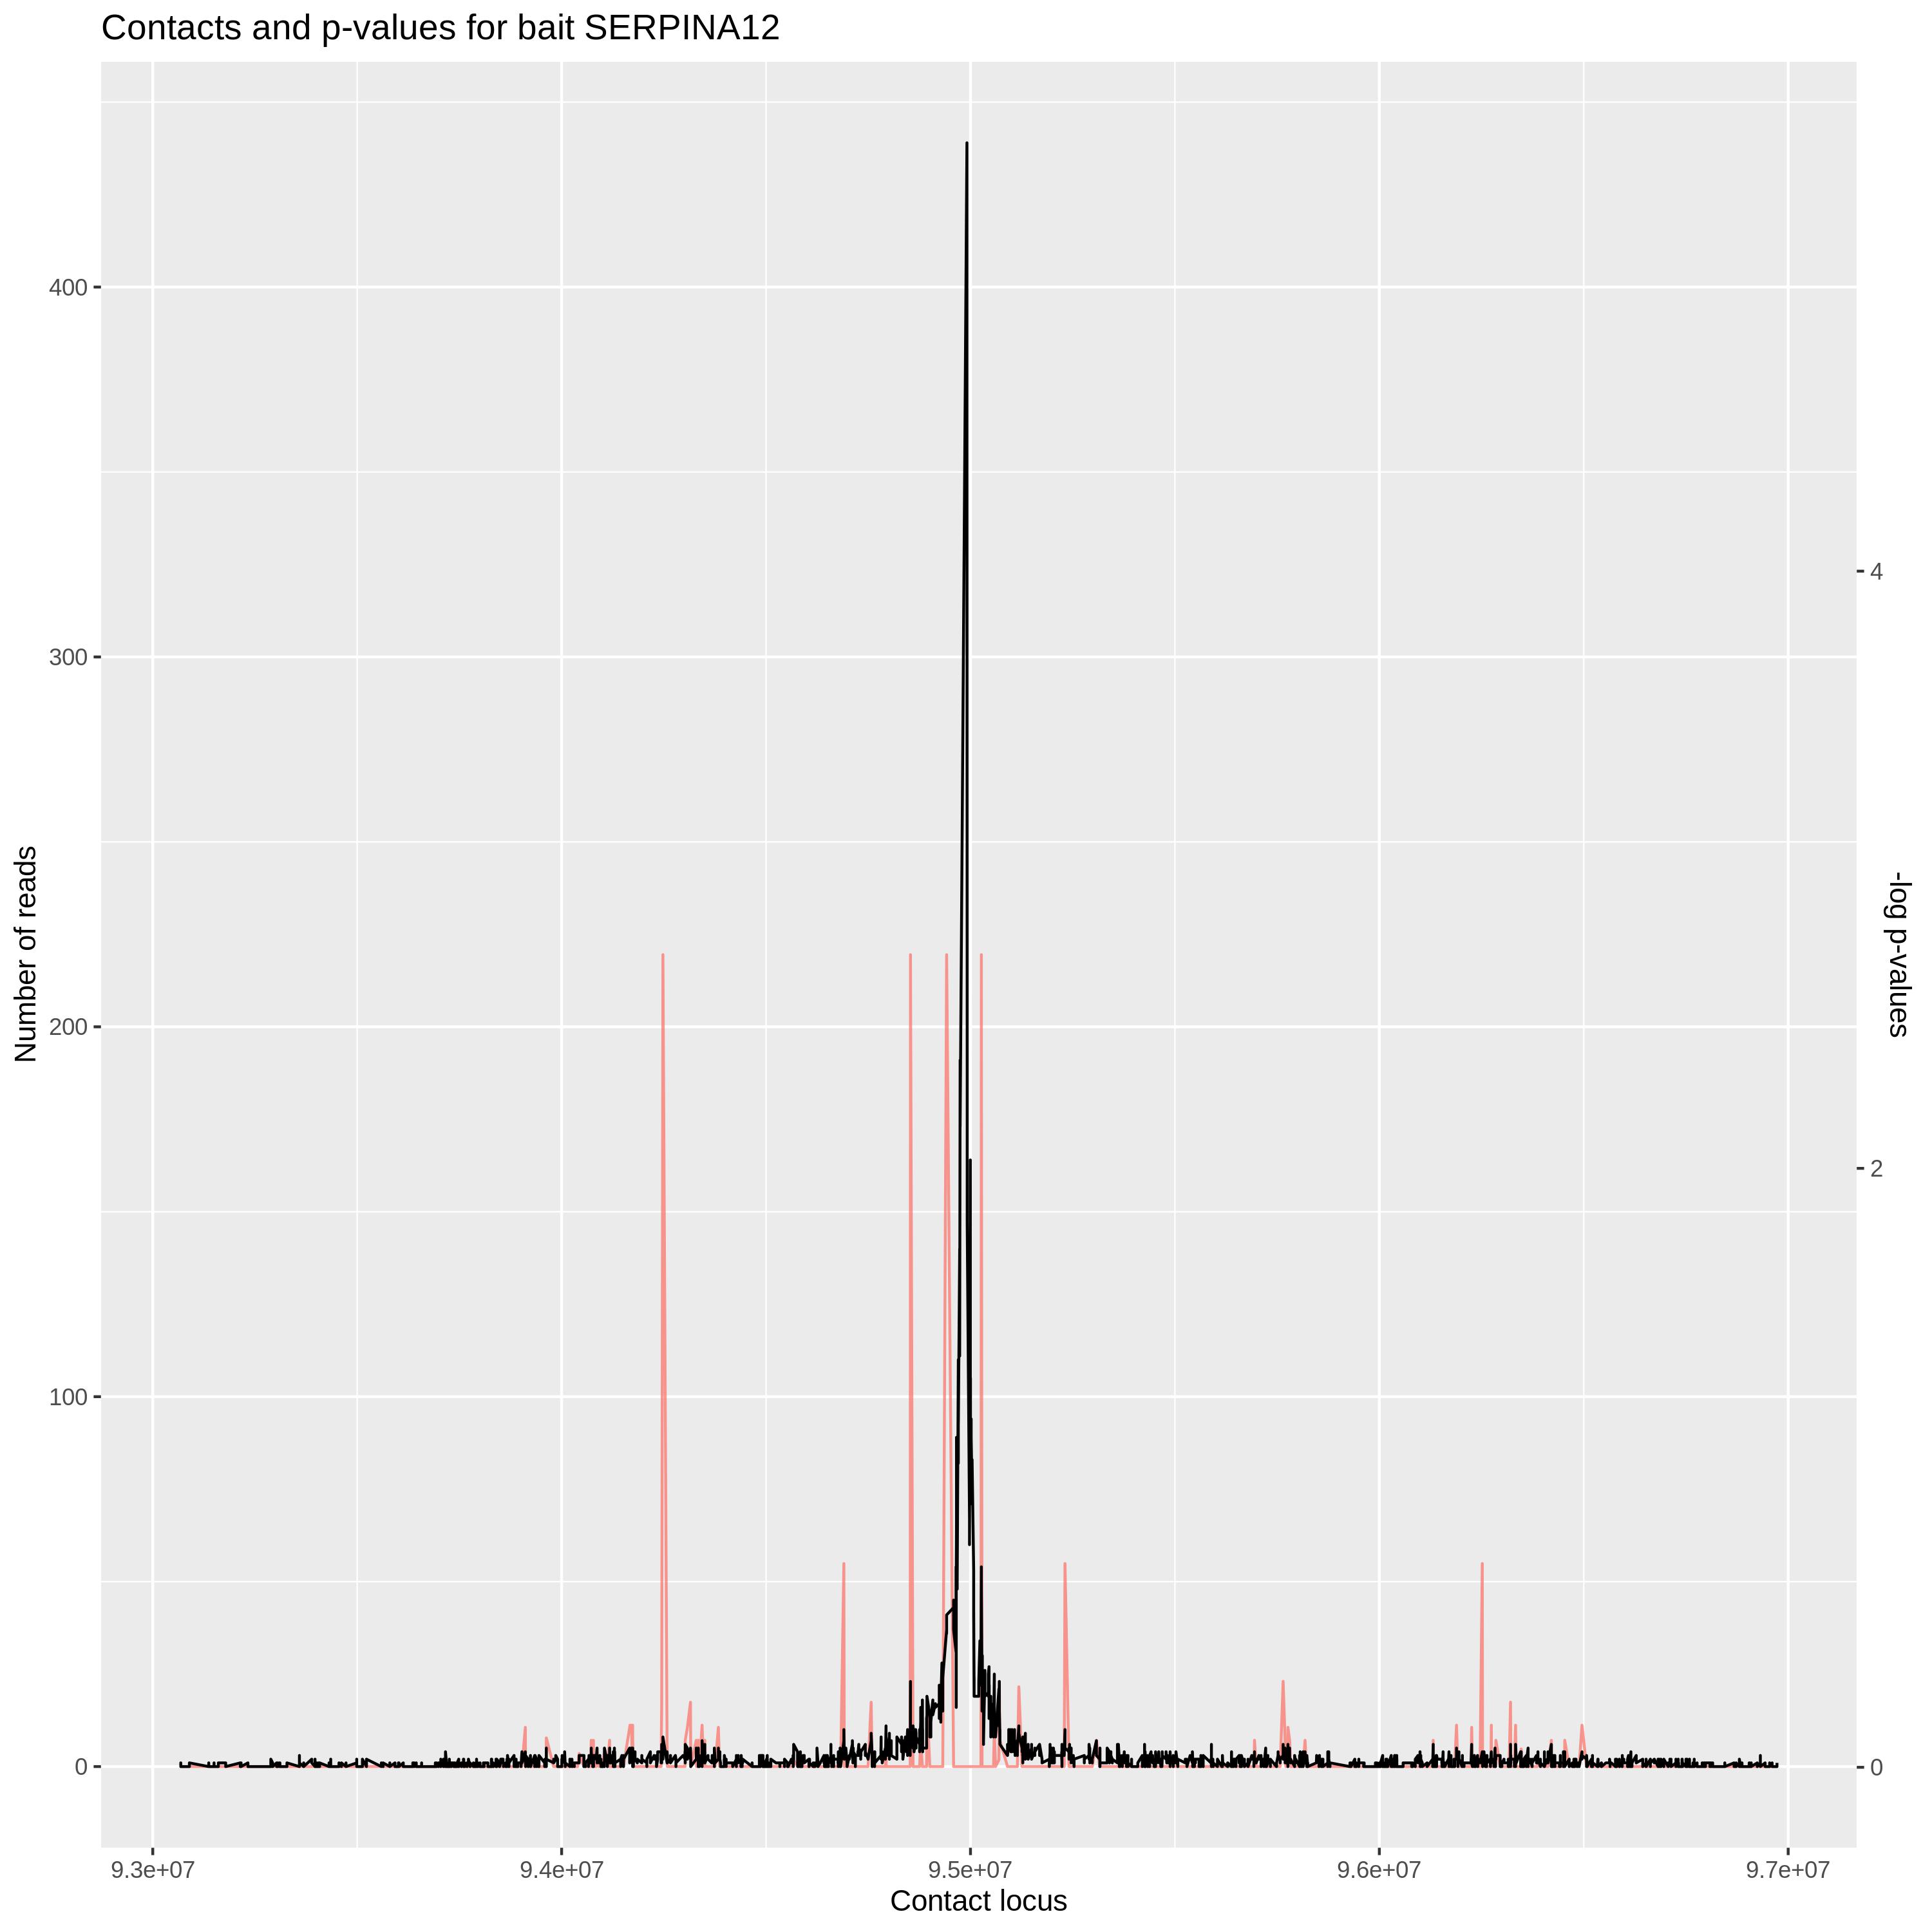 Contacts and p-values for bait SERPINA12
400
300
200
100
0
Number of reads
4
2
0
-log p-values
9.3e+07
9.4e+07
9.5e+07
9.6e+07
9.7e+07
Contact locus